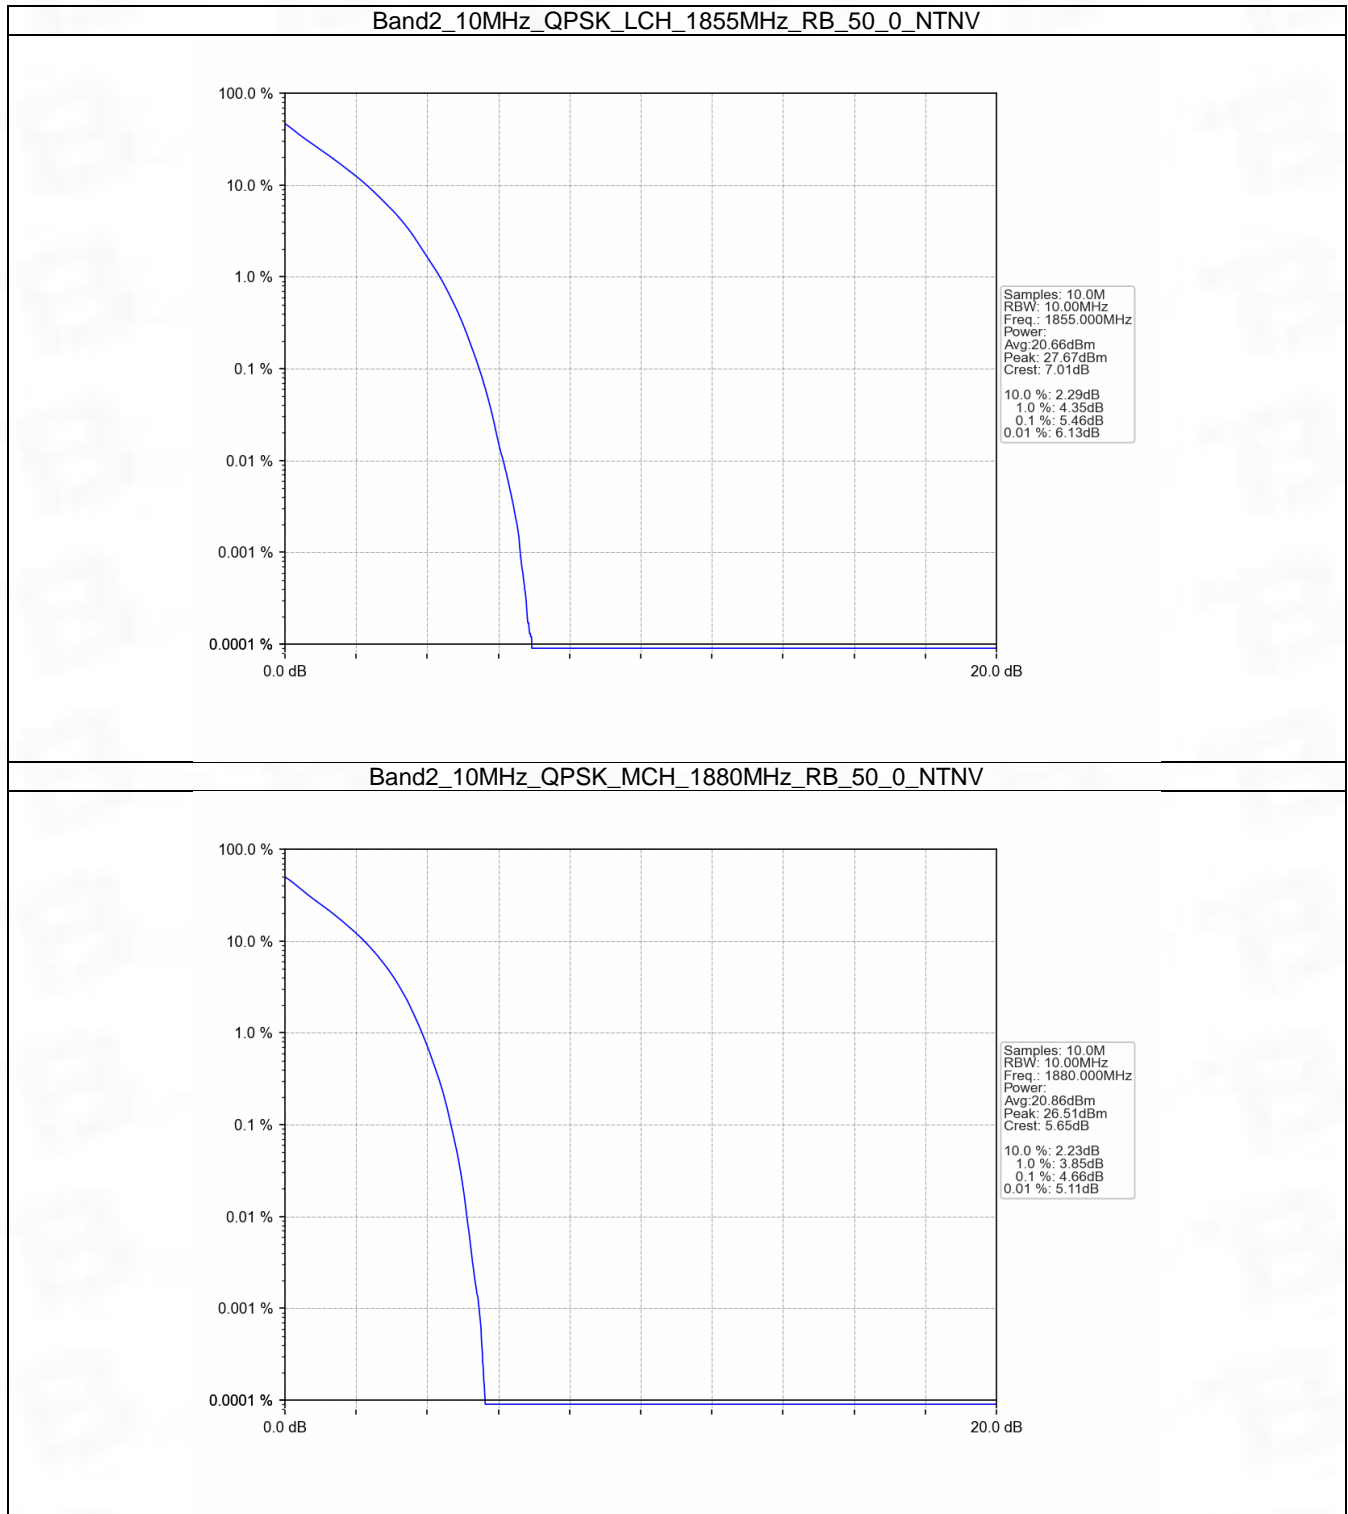 Band2_10MHz_QPSK_LCH_1855MHz_RB_50_0_NTNV
100.0 %
10.0 %
1.0 %
0.1 %
0.01 %
0.001 %
0.0001 %
0.0 dB
20.0 dB
Samples: 10.0M
RBW: 10.00MHz
Freq.: 1855.000MHz
Power:
Avg:20.66dBm
Peak: 27.67dBm
Crest: 7.01dB
10.0 %: 2.29dB
1.0 %: 4.35dB
0.1 %: 5.46dB
0.01 %: 6.13dB
Band2_10MHz_QPSK_MCH_1880MHz_RB_50_0_NTNV
100.0 %
10.0 %
1.0 %
0.1 %
0.01 %
0.001 %
0.0001 %
0.0 dB
20.0 dB
Samples: 10.0M
RBW: 10.00MHz
Freq.: 1880.000MHz
Power:
Avg:20.86dBm
Peak: 26.51dBm
Crest: 5.65dB
10.0 %: 2.23dB
1.0 %: 3.85dB
0.1 %: 4.66dB
0.01 %: 5.11dB